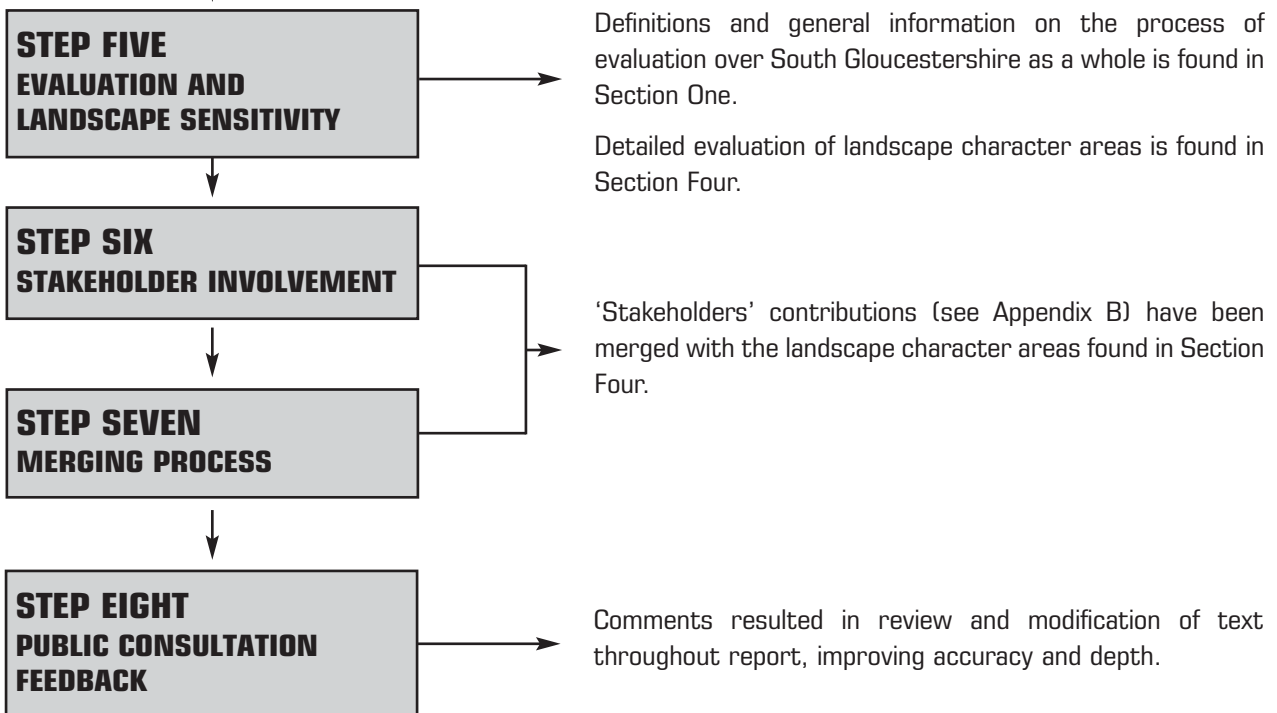 STEP FIVE
EVALUATION AND
LANDSCAPE SENSITIVITY
Definitions and general information on the process of
evaluation over South Gloucestershire as a whole is found in
Section One.
Detailed evaluation of landscape character areas is found in
Section Four.
STEP SIX
STAKEHOLDER INVOLVEMENT
‘Stakeholders’ contributions (see Appendix B) have been
merged with the landscape character areas found in Section
Four.
STEP SEVEN
MERGING PROCESS
STEP EIGHT
PUBLIC CONSULTATION
FEEDBACK
Comments resulted in review and modification of text
throughout report, improving accuracy and depth.